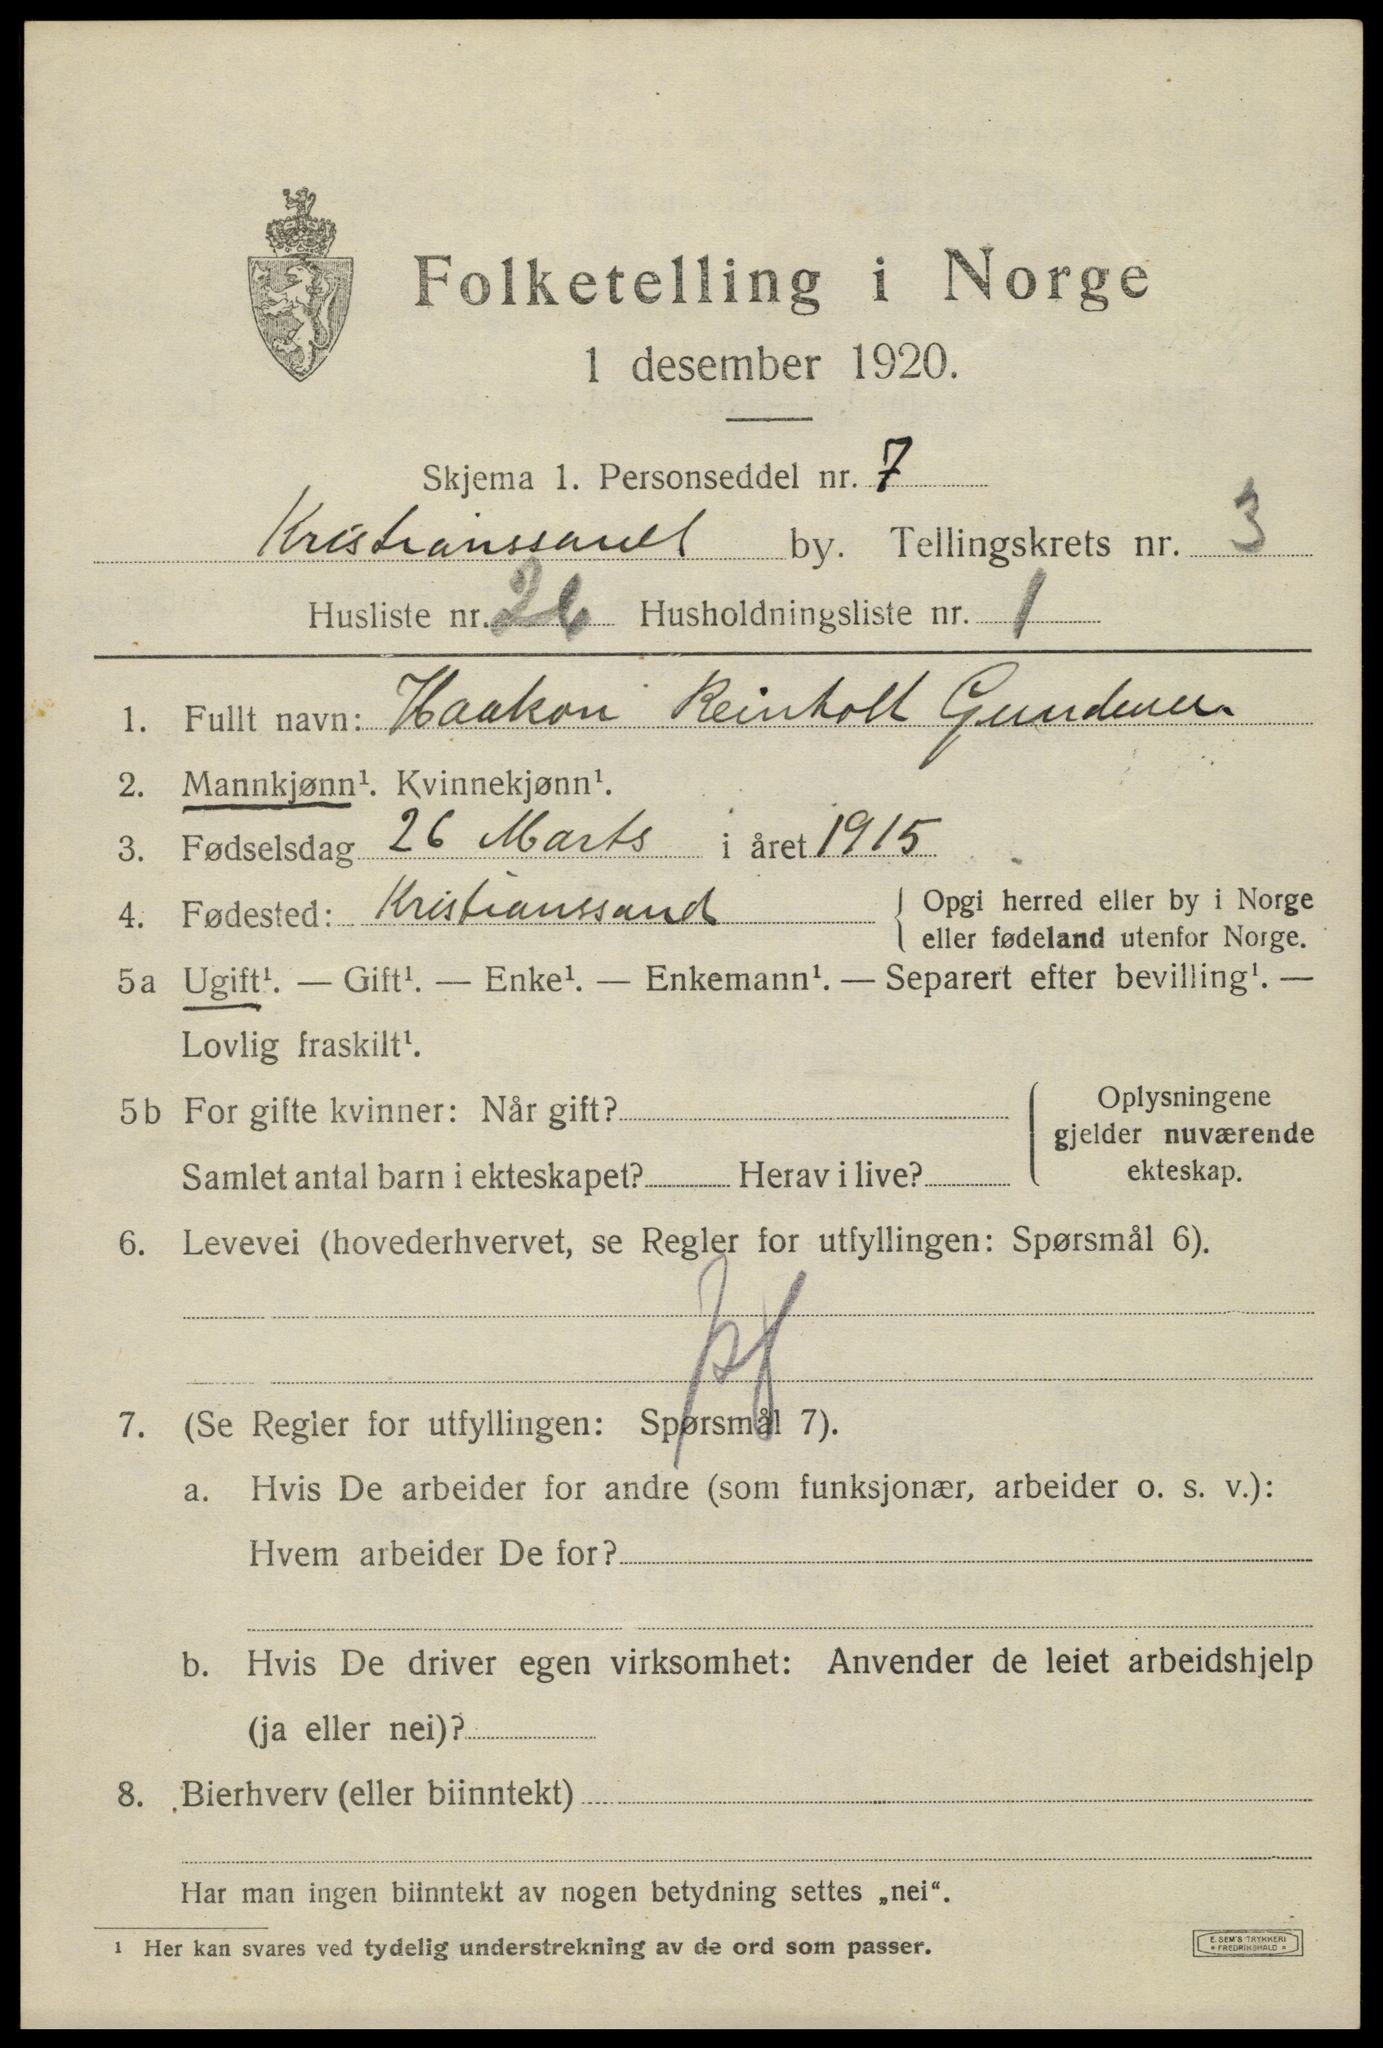 Folketelling i Norge
1 desember 1920.
Skjema 1. Personseddel nr. 7
Kristianssand by. Tellingskrets nr. 3
Husliste nr. 26 Husholdningsliste nr. 1
1. Fullt navn: Haakon Reinholt
2. Mannkjønn¹. Kvinnekjønn¹.
3. Fødselsdag 26 Marts i året 1915
4. Fødested: Kristianssand { Opgi herred eller by i Norge
eller fødeland utenfor Norge.
5a Ugift¹. — Gift¹. — Enke¹. — Enkemann¹. — Separert efter bevilling¹. —
Lovlig fraskilt¹.
5b For gifte kvinner: Når gift?
Samlet antal barn i ekteskapet? Herav i live?
Oplysningene
gjelder nuværende
ekteskap.
6. Levevei (hovederhvervet, se Regler for utfyllingen: Spørsmål 6).
7. (Se Regler for utfyllingen: Spørsmål 7).
a. Hvis De arbeider for andre (som funksjonær, arbeider o. s. v.):
Hvem arbeider De for?
b. Hvis De driver egen virksomhet: Anvender de leiet arbeidshjelp
(ja eller nei)?
8. Bierhverv (eller biinntekt)
Har man ingen biinntekt av nogen betydning settes „nei“.
¹ Her kan svares ved tydelig understrekning av de ord som passer.
E. SEM'S TRYKKERI
* FREDRIKSHALD *